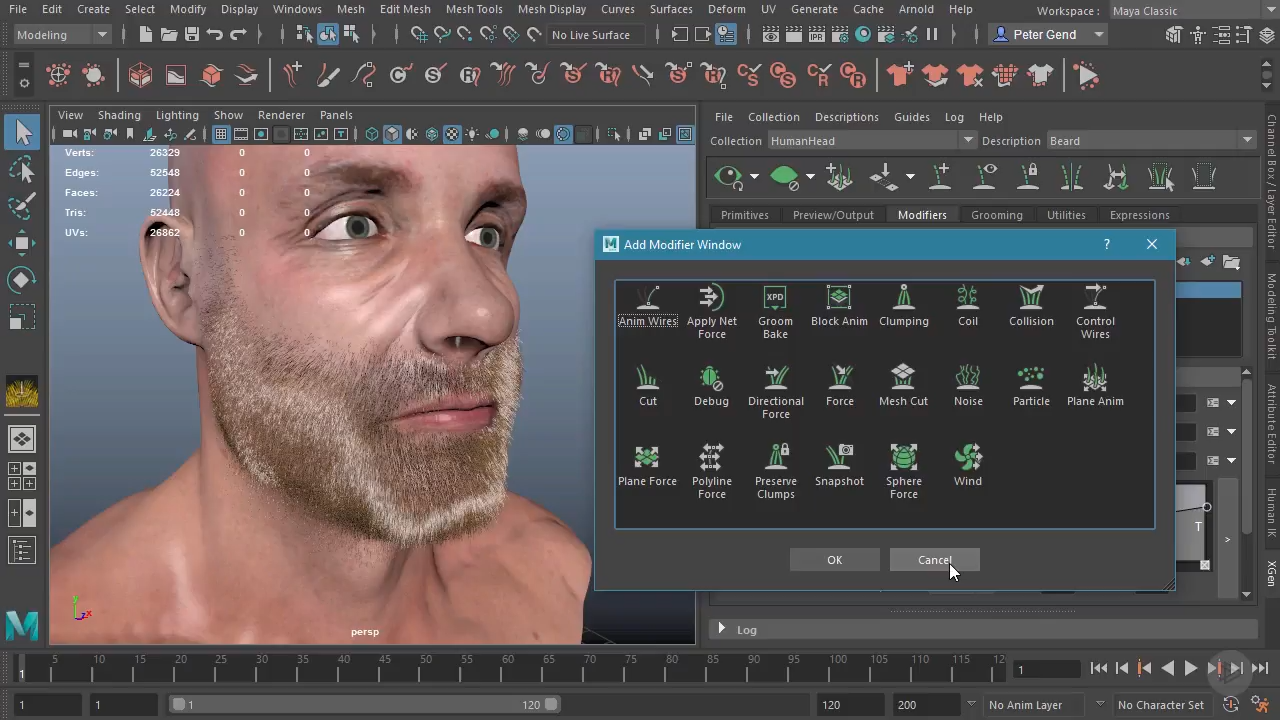 File Edit Create Select Modify Display Windows Mesh Edit Mesh Mesh Tools Mesh Display Curves Surfaces Deform UV Generate Cache Arnold Help Workspace : Maya Classic
Modeling No Live Surface Peter Gend
View Shading Lighting Show Renderer Panels
File Collection Descriptions Guides Log Help
Collection HumanHead Description Beard
Verts: 26329 0 0
Edges: 52548 0 0
Faces: 26224 0 0
Tris: 52448 0 0
UVs: 26862 0 0
Primitives Preview/Output Modifiers Grooming Utilities Expressions
Add Modifier Window
?
XPD
Anim Wires Apply Net Force Groom Bake Block Anim Clumping Coil Collision Control Wires
Cut Debug Directional Force Force Mesh Cut Noise Particle Plane Anim
Plane Force Polyline Force Preserve Clumps Snapshot Sphere Force Wind
OK Cancel
T
>
Log
persp
y
z x
Channel Box / Layer Editor
Modeling Toolkit
Attribute Editor
Human IK
XGen
5 10 15 20 25 30 35 40 45 50 55 60 65 70 75 80 85 90 95 100 105 110 115 12
1 1
1 1 1 120 120 200 No Anim Layer No Character Set